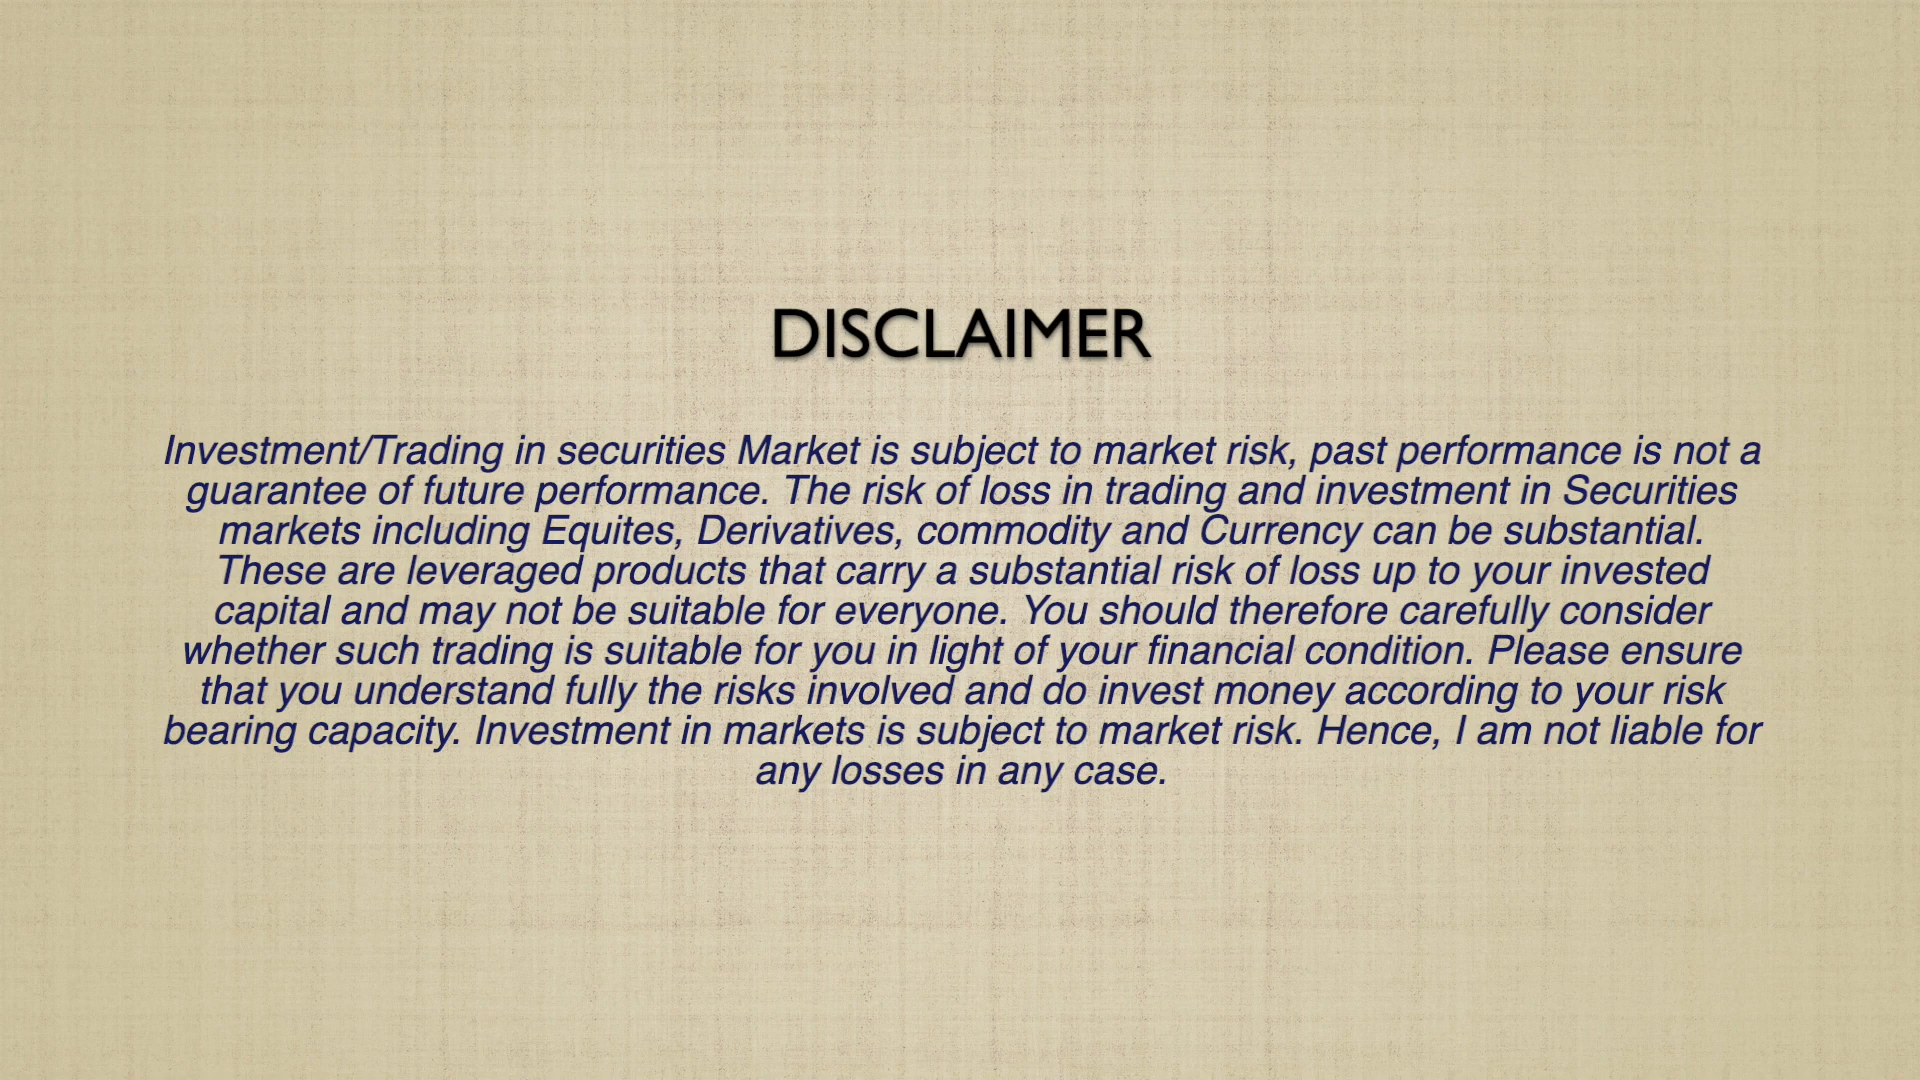 DISCLAIMER
Investment/Trading in securities Market is subject to market risk, past performance is not a
guarantee of future performance. The risk of loss in trading and investment in Securities
markets including Equites, Derivatives, commodity and Currency can be substantial.
These are leveraged products that carry a substantial risk of loss up to your invested
capital and may not be suitable for everyone. You should therefore carefully consider
whether such trading is suitable for you in light of your financial condition. Please ensure
that you understand fully the risks involved and do invest money according to your risk
bearing capacity. Investment in markets is subject to market risk. Hence, I am not liable for
any losses in any case.